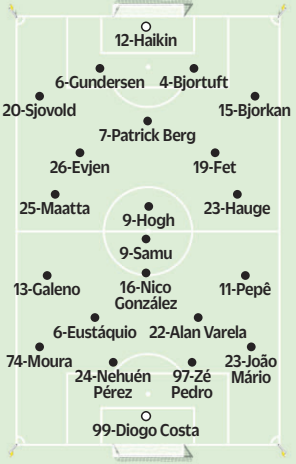 12-Haikin
6-Gundersen 4-Bjortuft
20-Sjovold 15-Bjorkan
7-Patrick Berg
26-Evjen 19-Fet
25-Maatta 23-Hauge
9-Hogh
9-Samu
13-Galeno 16-Nico 11-Pepê
González
6-Eustáquio 22-Alan Varela
74-Moura 23-João
24-Nehuén 97-Zé Mário
Pérez Pedro
99-Diogo Costa